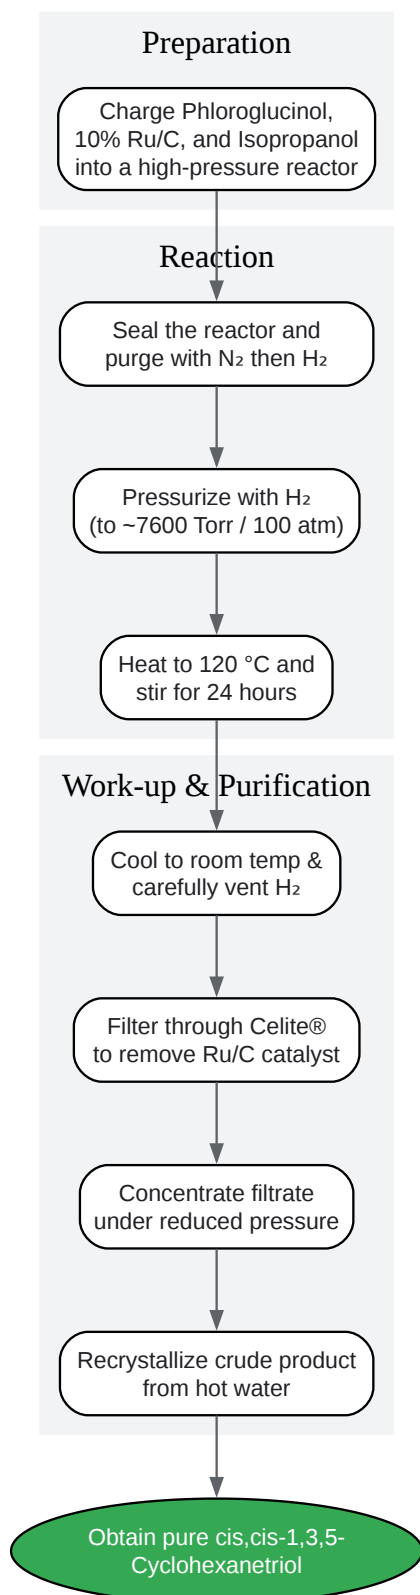 Preparation
Charge Phloroglucinol,
10% Ru/C, and Isopropanol
into a high-pressure reactor
Reaction
Seal the reactor and
purge with N₂ then H₂
Pressurize with H₂
(to ~7600 Torr / 100 atm)
Heat to 120 °C and
stir for 24 hours
Work-up & Purification
Cool to room temp &
carefully vent H₂
Filter through Celite®
to remove Ru/C catalyst
Concentrate filtrate
under reduced pressure
Recrystallize crude product
from hot water
Obtain pure cis,cis-1,3,5-
Cyclohexanetriol